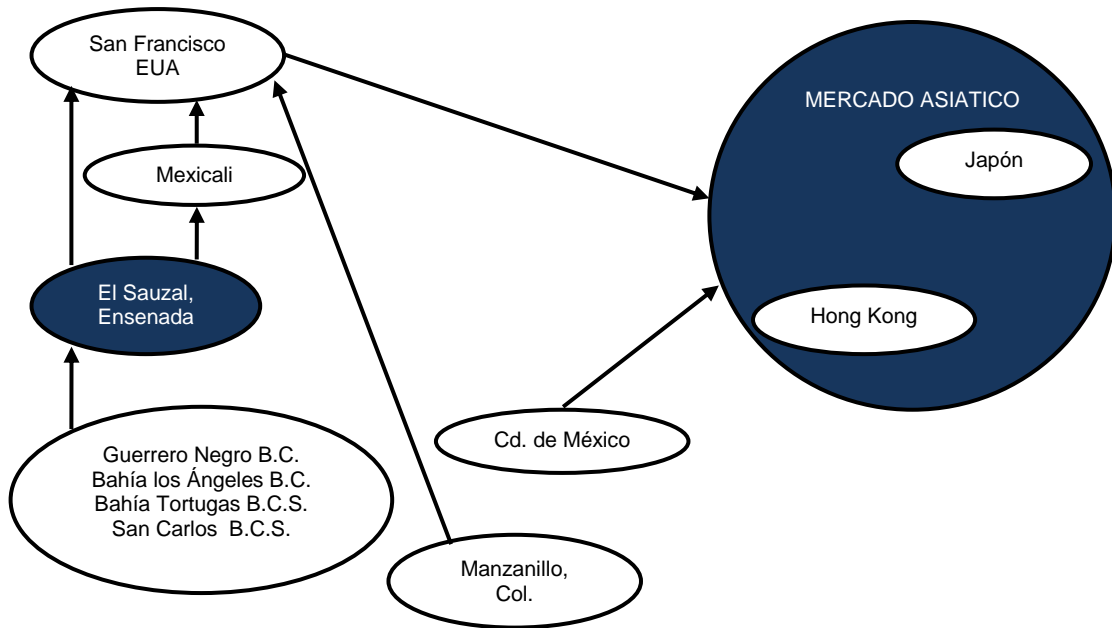 San Francisco
EUA
MERCADO ASIATICO
Japón
Mexicali
El Sauzal,
Ensenada
Hong Kong
Cd. de México
Guerrero Negro B.C.
Bahía los Ángeles B.C.
Bahía Tortugas B.C.S.
San Carlos  B.C.S.
Manzanillo,
Col.